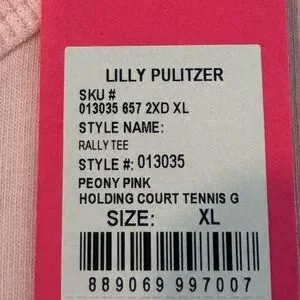 LILLY PULITZER
SKU #
013035 657 2XD XL
STYLE NAME:
RALLY TEE
STYLE #: 013035
PEONY PINK
HOLDING COURT TENNIS G
SIZE: XL
889069 997007